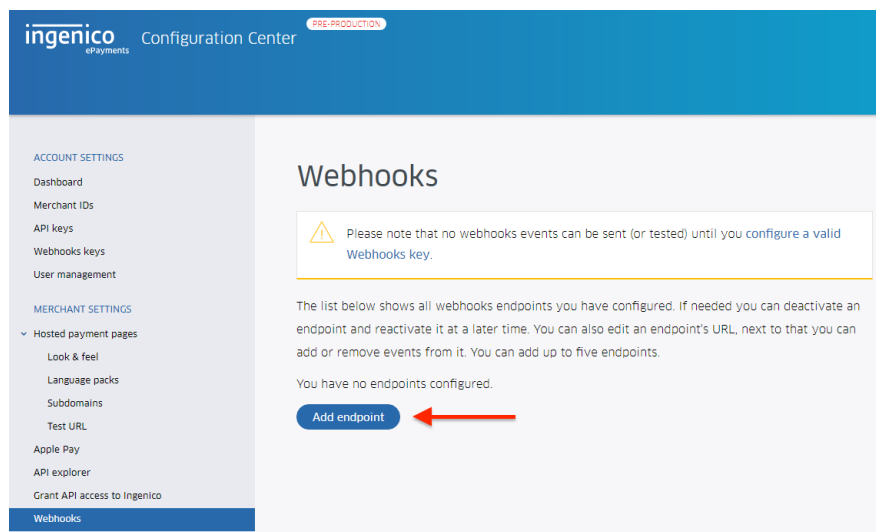 ingenico
ePayments
Configuration Center
PRE-PRODUCTION
ACCOUNT SETTINGS
Dashboard
Merchant IDs
API keys
Webhooks keys
User management
MERCHANT SETTINGS
Hosted payment pages
Look & feel
Language packs
Subdomains
Test URL
Apple Pay
API explorer
Grant API access to Ingenico
Webhooks
Webhooks
Please note that no webhooks events can be sent (or tested) until you configure a valid
Webhooks key.
The list below shows all webhooks endpoints you have configured. If needed you can deactivate an
endpoint and reactivate it at a later time. You can also edit an endpoint's URL, next to that you can
add or remove events from it. You can add up to five endpoints.
You have no endpoints configured.
Add endpoint